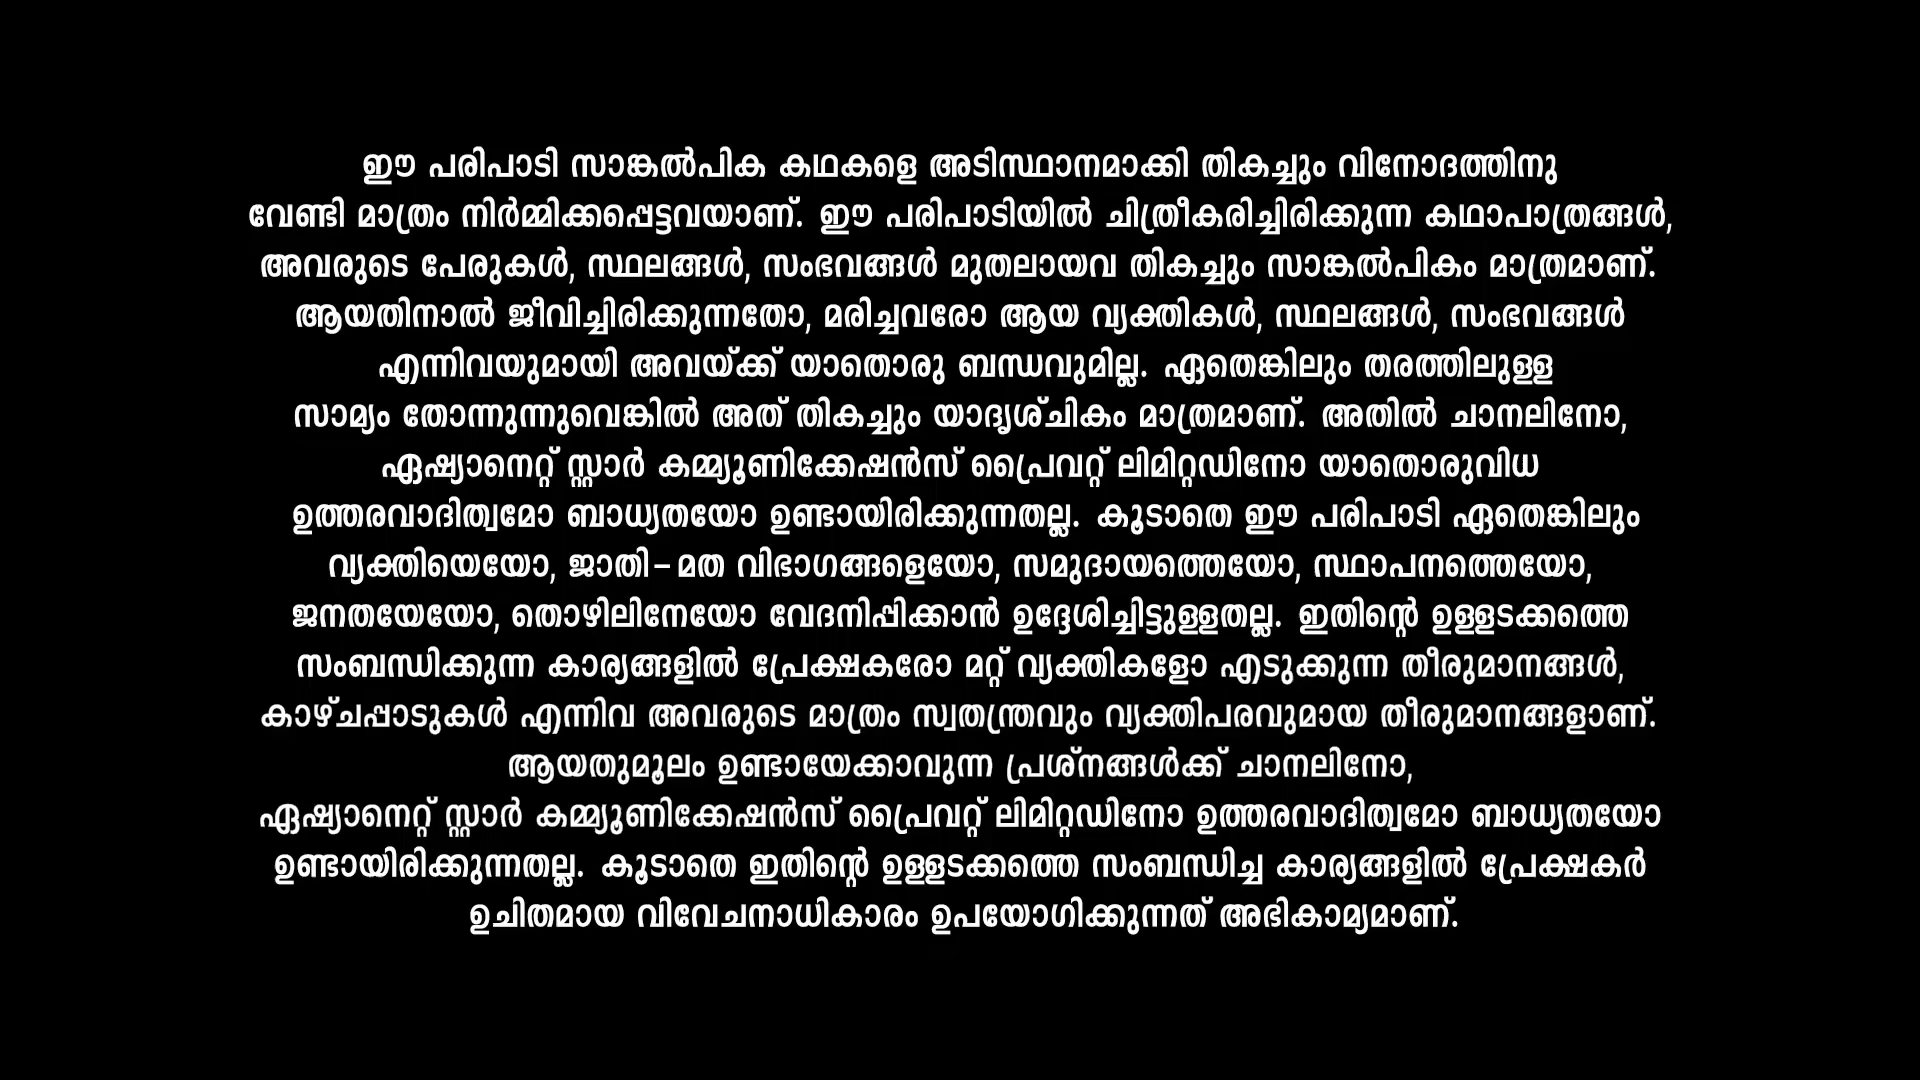 ഈ പരിപാടി സാങ്കൽപിക കഥകളെ അടിസ്ഥാനമാക്കി തികച്ചും വിനോദത്തിനു
വേണ്ടി മാത്രം നിർമ്മിക്കപ്പെട്ടവയാണ്. ഈ പരിപാടിയിൽ ചിത്രീകരിച്ചിരിക്കുന്ന കഥാപാത്രങ്ങൾ,
അവരുടെ പേരുകൾ, സ്ഥലങ്ങൾ, സംഭവങ്ങൾ മുതലായവ തികച്ചും സാങ്കൽപികം മാത്രമാണ്.
ആയതിനാൽ ജീവിച്ചിരിക്കുന്നതോ, മരിച്ചവരോ ആയ വ്യക്തികൾ, സ്ഥലങ്ങൾ, സംഭവങ്ങൾ
എന്നിവയുമായി അവയ്ക്ക് യാതൊരു ബന്ധവുമില്ല. ഏതെങ്കിലും തരത്തിലുള്ള
സാമ്യം തോന്നുന്നുവെങ്കിൽ അത് തികച്ചും യാദൃശ്ചികം മാത്രമാണ്. അതിൽ ചാനലിനോ,
ഏഷ്യാനെറ്റ് സ്റ്റാർ കമ്മ്യൂണിക്കേഷൻസ് പ്രൈവറ്റ് ലിമിറ്റഡിനോ യാതൊരുവിധ
ഉത്തരവാദിത്വമോ ബാധ്യതയോ ഉണ്ടായിരിക്കുന്നതല്ല. കൂടാതെ ഈ പരിപാടി ഏതെങ്കിലും
വ്യക്തിയെയോ, ജാതി-മത വിഭാഗങ്ങളെയോ, സമുദായത്തെയോ, സ്ഥാപനത്തെയോ,
ജനതയേയോ, തൊഴിലിനേയോ വേദനിപ്പിക്കാൻ ഉദ്ദേശിച്ചിട്ടുള്ളതല്ല. ഇതിന്റെ ഉള്ളടക്കത്തെ
സംബന്ധിക്കുന്ന കാര്യങ്ങളിൽ പ്രേക്ഷകരോ മറ്റ് വ്യക്തികളോ എടുക്കുന്ന തീരുമാനങ്ങൾ,
കാഴ്ചപ്പാടുകൾ എന്നിവ അവരുടെ മാത്രം സ്വതന്ത്രവും വ്യക്തിപരവുമായ തീരുമാനങ്ങളാണ്.
ആയതുമൂലം ഉണ്ടായേക്കാവുന്ന പ്രശ്നങ്ങൾക്ക് ചാനലിനോ,
ഏഷ്യാനെറ്റ് സ്റ്റാർ കമ്മ്യൂണിക്കേഷൻസ് പ്രൈവറ്റ് ലിമിറ്റഡിനോ ഉത്തരവാദിത്വമോ ബാധ്യതയോ
ഉണ്ടായിരിക്കുന്നതല്ല. കൂടാതെ ഇതിന്റെ ഉള്ളടക്കത്തെ സംബന്ധിച്ച കാര്യങ്ങളിൽ പ്രേക്ഷകർ
ഉചിതമായ വിവേചനാധികാരം ഉപയോഗിക്കുന്നത് അഭികാമ്യമാണ്.